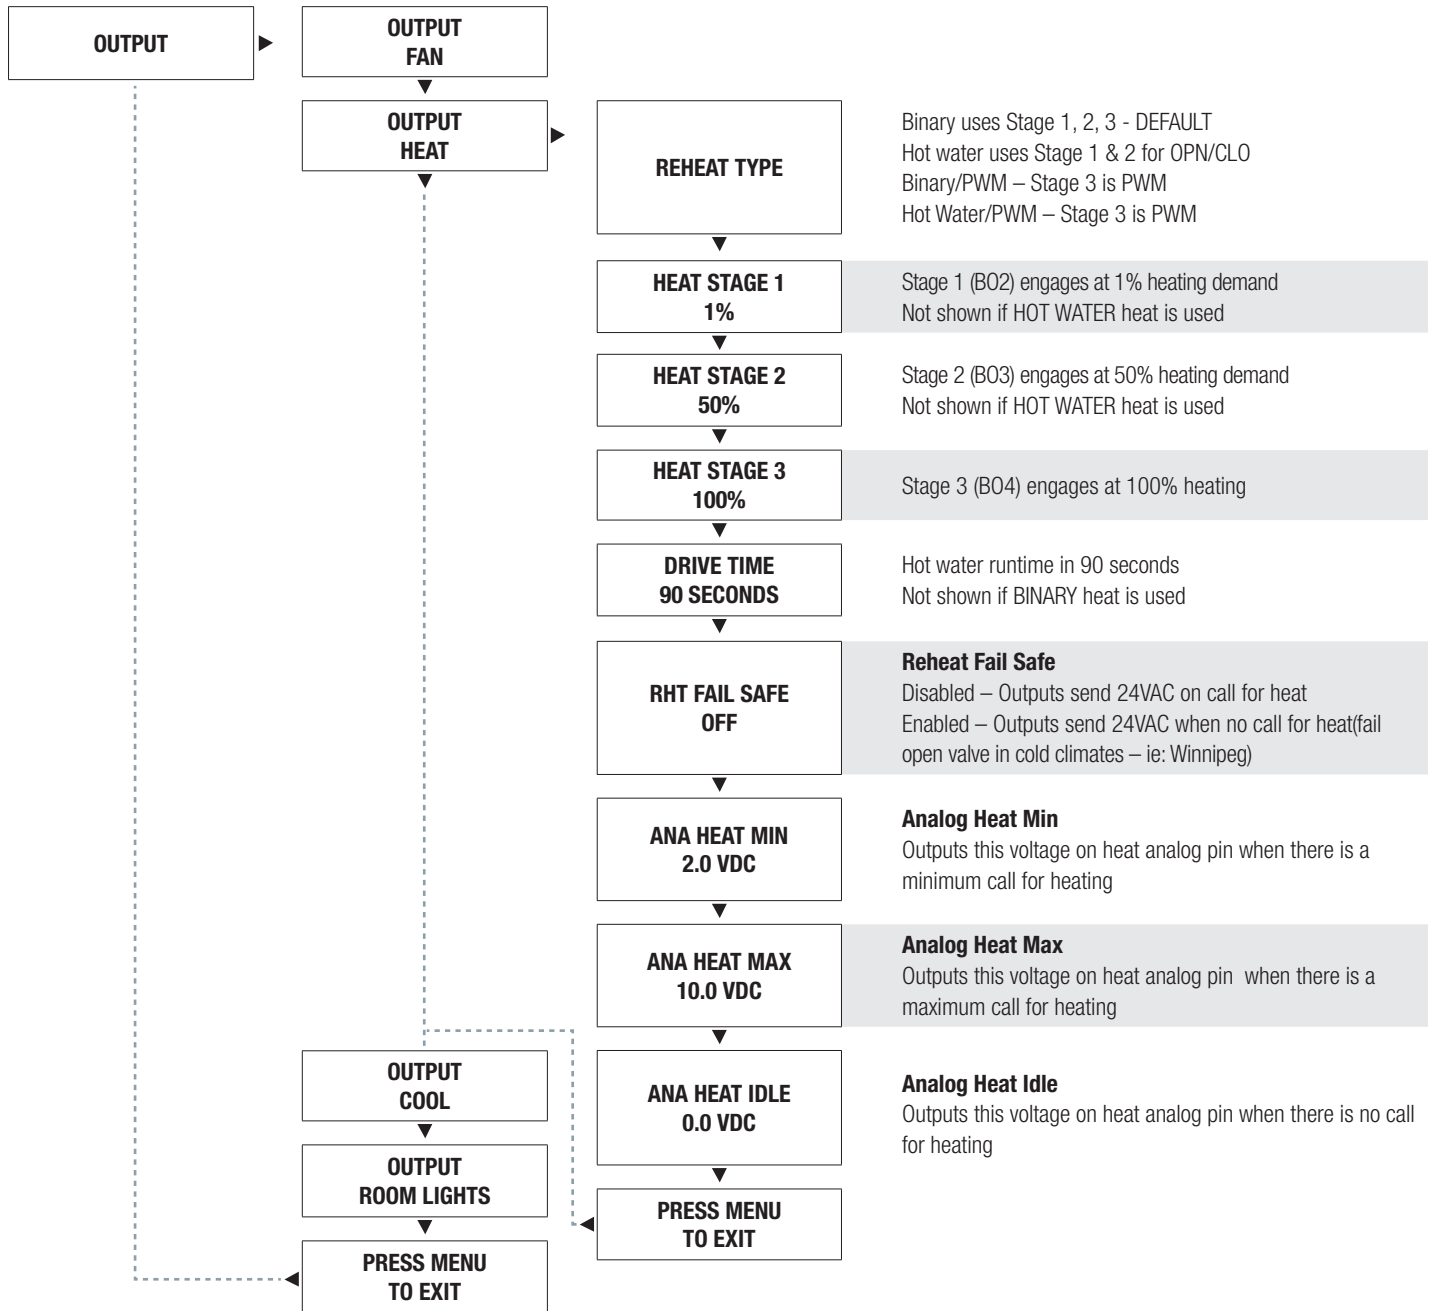 OUTPUT
OUTPUT
FAN
OUTPUT
HEAT
REHEAT TYPE
Binary uses Stage 1, 2, 3 - DEFAULT
Hot water uses Stage 1 & 2 for OPN/CLO
Binary/PWM – Stage 3 is PWM
Hot Water/PWM – Stage 3 is PWM
HEAT STAGE 1
1%
Stage 1 (BO2) engages at 1% heating demand
Not shown if HOT WATER heat is used
HEAT STAGE 2
50%
Stage 2 (BO3) engages at 50% heating demand
Not shown if HOT WATER heat is used
HEAT STAGE 3
100%
Stage 3 (BO4) engages at 100% heating
DRIVE TIME
90 SECONDS
Hot water runtime in 90 seconds
Not shown if BINARY heat is used
RHT FAIL SAFE
OFF
Reheat Fail Safe
Disabled – Outputs send 24VAC on call for heat
Enabled – Outputs send 24VAC when no call for heat(fail
open valve in cold climates – ie: Winnipeg)
ANA HEAT MIN
2.0 VDC
Analog Heat Min
Outputs this voltage on heat analog pin when there is a
minimum call for heating
ANA HEAT MAX
10.0 VDC
Analog Heat Max
Outputs this voltage on heat analog pin  when there is a
maximum call for heating
ANA HEAT IDLE
0.0 VDC
Analog Heat Idle
Outputs this voltage on heat analog pin when there is no call
for heating
PRESS MENU
TO EXIT
OUTPUT
COOL
OUTPUT
ROOM LIGHTS
PRESS MENU
TO EXIT